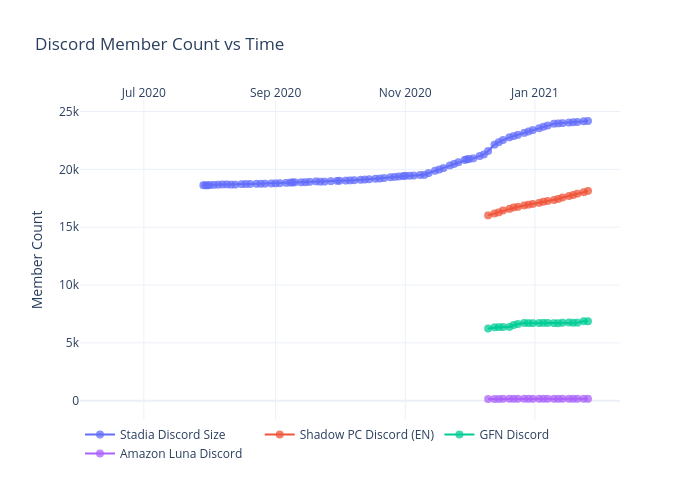 Discord Member Count vs Time
Jul 2020 Sep 2020 Nov 2020 Jan 2021
25k
20k
15k
10k
5k
0
Member Count
Stadia Discord Size Shadow PC Discord (EN) GFN Discord
Amazon Luna Discord